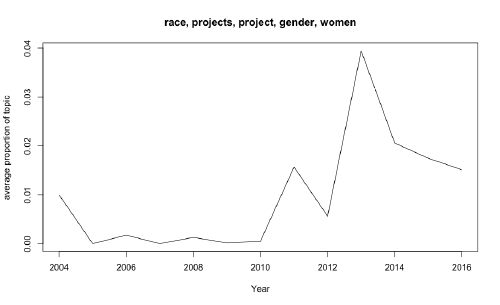 race, projects, project, gender, women
average proportion of topic
0.04
0.03
0.02
0.01
0.00
2004 2006 2008 2010 2012 2014 2016
Year